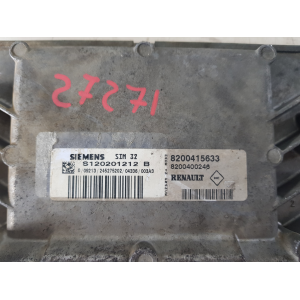 27271
SIEMENS SIM 32
S120201212 B
8200415633
8200400246
RENAULT